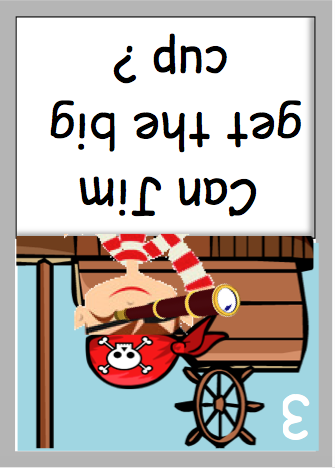 3
Can Jim
get the big
cup ?